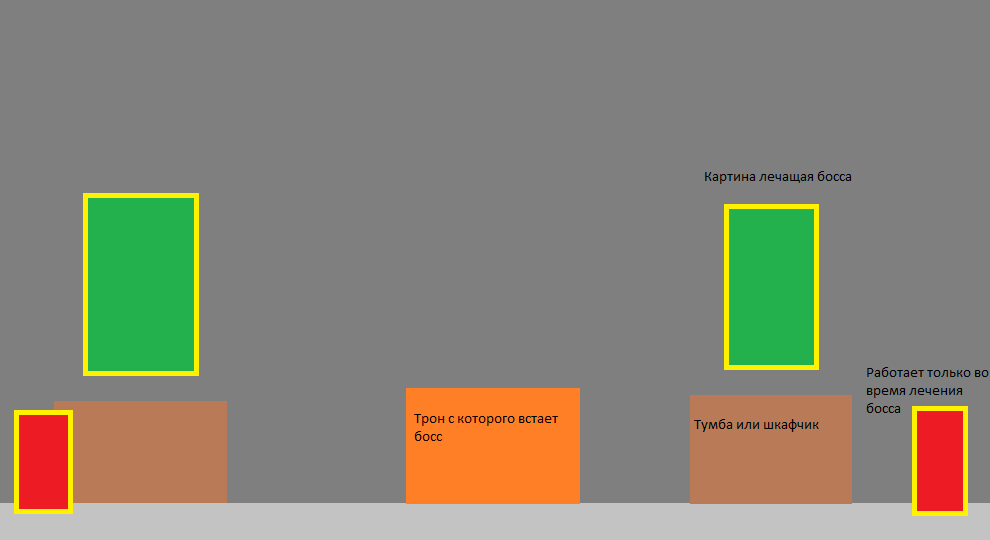 Картина лечащая босса
Работает только во
время лечения
босса
Трон с которого встает
босс
Тумба или шкафчик